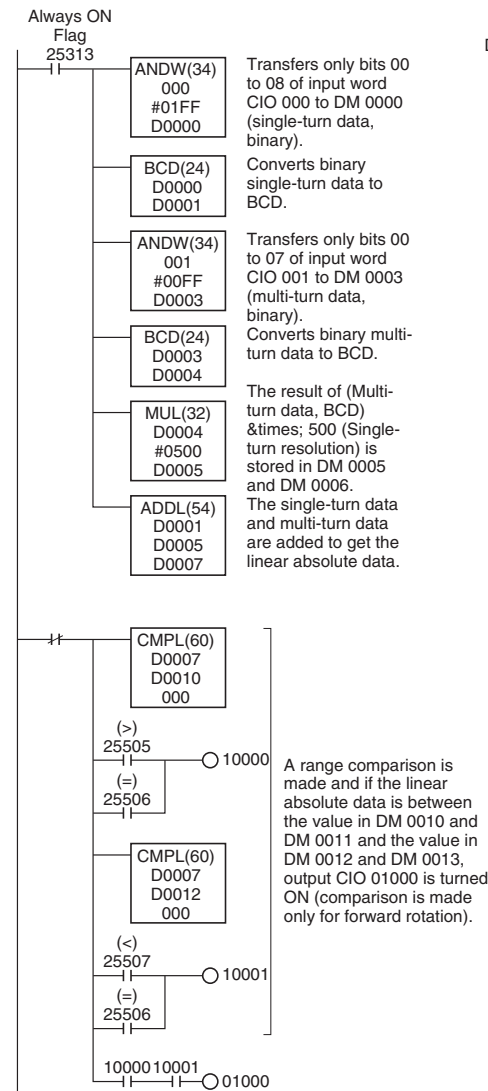 Always ON
Flag
25313
D
ANDW(34)
000
#01FF
D0000
Transfers only bits 00
to 08 of input word
CIO 000 to DM 0000
(single-turn data,
binary).
BCD(24)
D0000
D0001
Converts binary
single-turn data to
BCD.
ANDW(34)
001
#00FF
D0003
Transfers only bits 00
to 07 of input word
CIO 001 to DM 0003
(multi-turn data,
binary).
BCD(24)
D0003
D0004
Converts binary multi-
turn data to BCD.
MUL(32)
D0004
#0500
D0005
The result of (Multi-
turn data, BCD)
&times; 500 (Single-
turn resolution) is
stored in DM 0005
and DM 0006.
ADDL(54)
D0001
D0005
D0007
The single-turn data
and multi-turn data
are added to get the
linear absolute data.
CMPL(60)
D0007
D0010
000
(>)
25505
10000
(=)
25506
CMPL(60)
D0007
D0012
000
(<)
25507
10001
(=)
25506
A range comparison is
made and if the linear
absolute data is between
the value in DM 0010 and
DM 0011 and the value in
DM 0012 and DM 0013,
output CIO 01000 is turned
ON (comparison is made
only for forward rotation).
10000 10001
01000